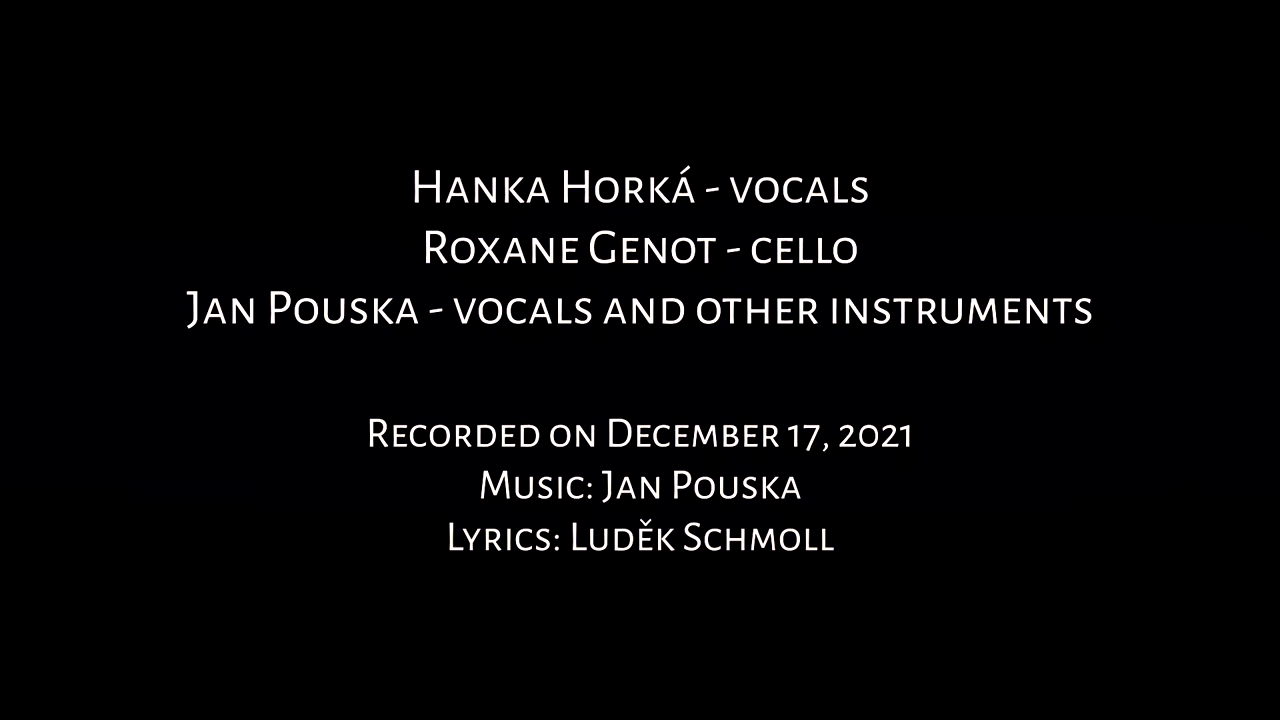 Hanka Horká - vocals
Roxane Genot - cello
Jan Pouska - vocals and other instruments
Recorded on December 17, 2021
Music: Jan Pouska
Lyrics: Luděk Schmoll